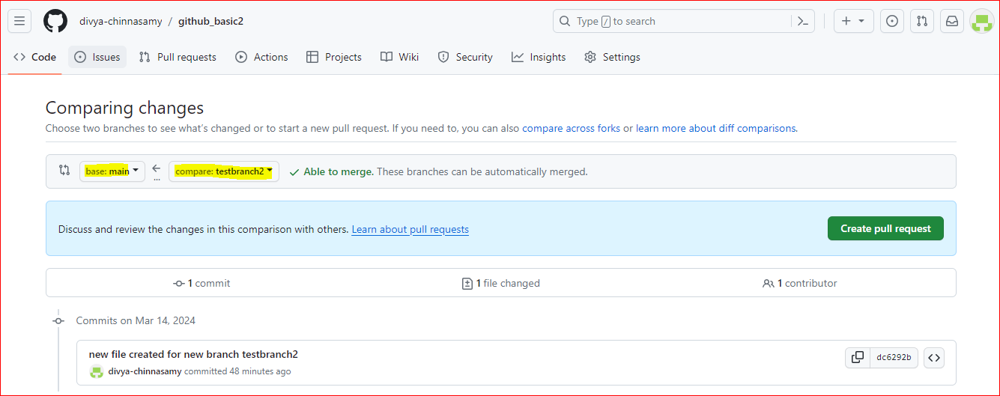 divya-chinnasamy / github_basic2
Type / to search
Code Issues Pull requests Actions Projects Wiki Security Insights Settings
Comparing changes
Choose two branches to see what's changed or to start a new pull request. If you need to, you can also compare across forks or learn more about diff comparisons.
base: main ... compare: testbranch2 Able to merge. These branches can be automatically merged.
Discuss and review the changes in this comparison with others. Learn about pull requests
Create pull request
1 commit 1 file changed 1 contributor
Commits on Mar 14, 2024
new file created for new branch testbranch2
dc6292b
divya-chinnasamy committed 48 minutes ago